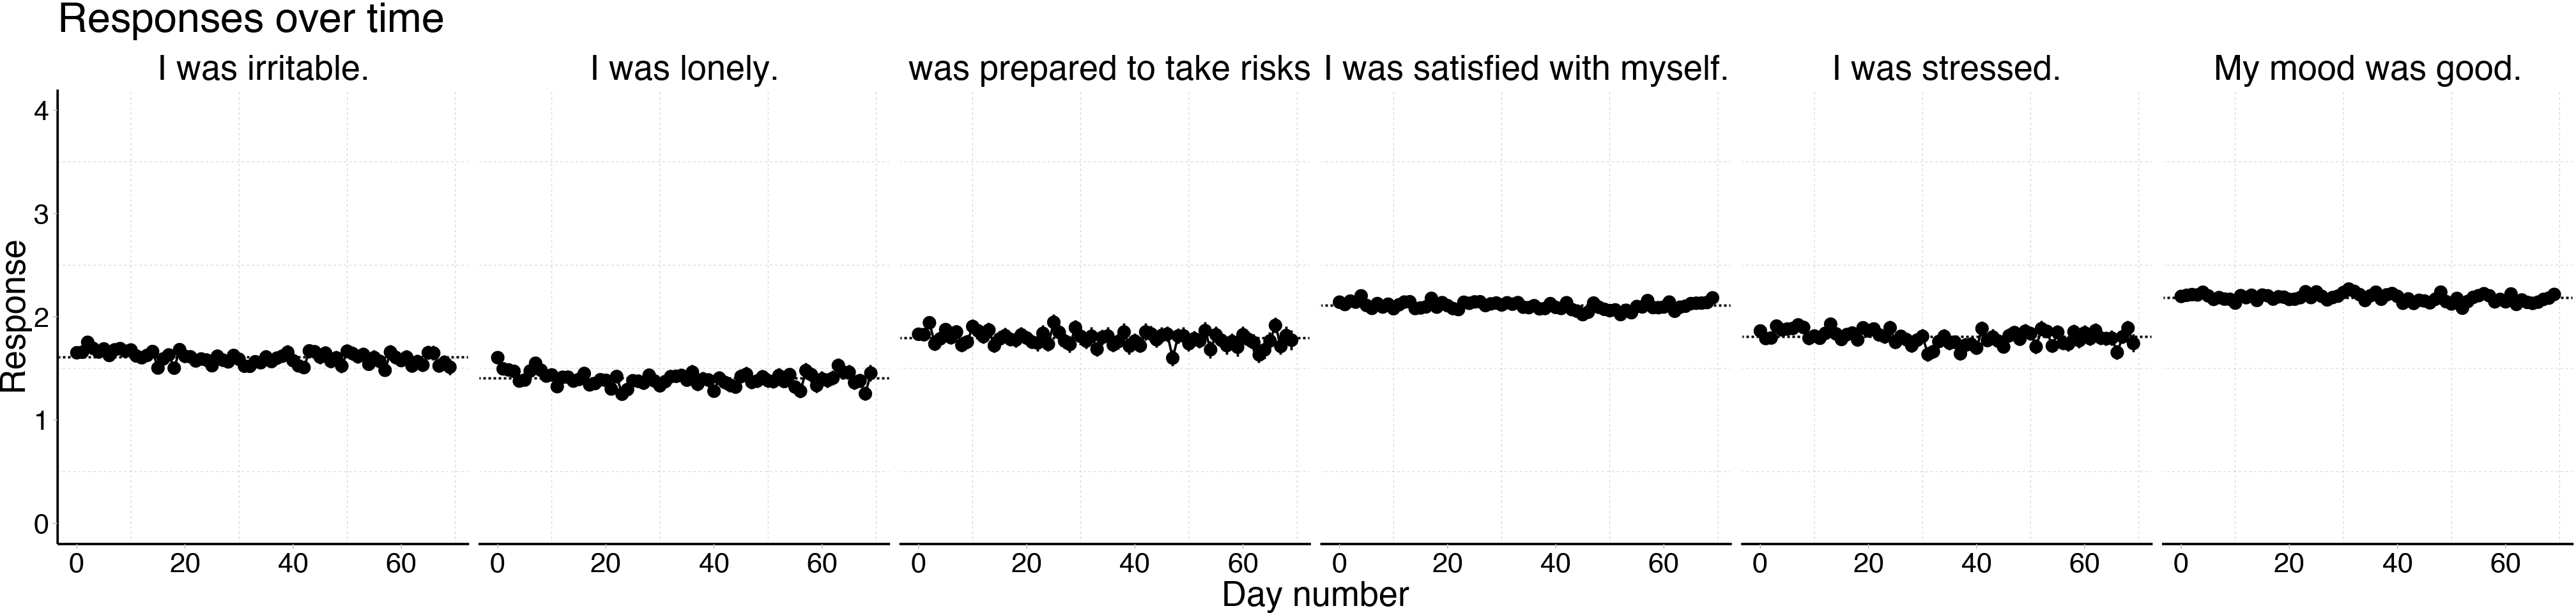 Responses over time
I was irritable.
I was lonely.
was prepared to take risks
I was satisfied with myself.
I was stressed.
My mood was good.
Response
4
3
2
1
0
0 20 40 60
0 20 40 60
0 20 40 60
0 20 40 60
0 20 40 60
0 20 40 60
Day number